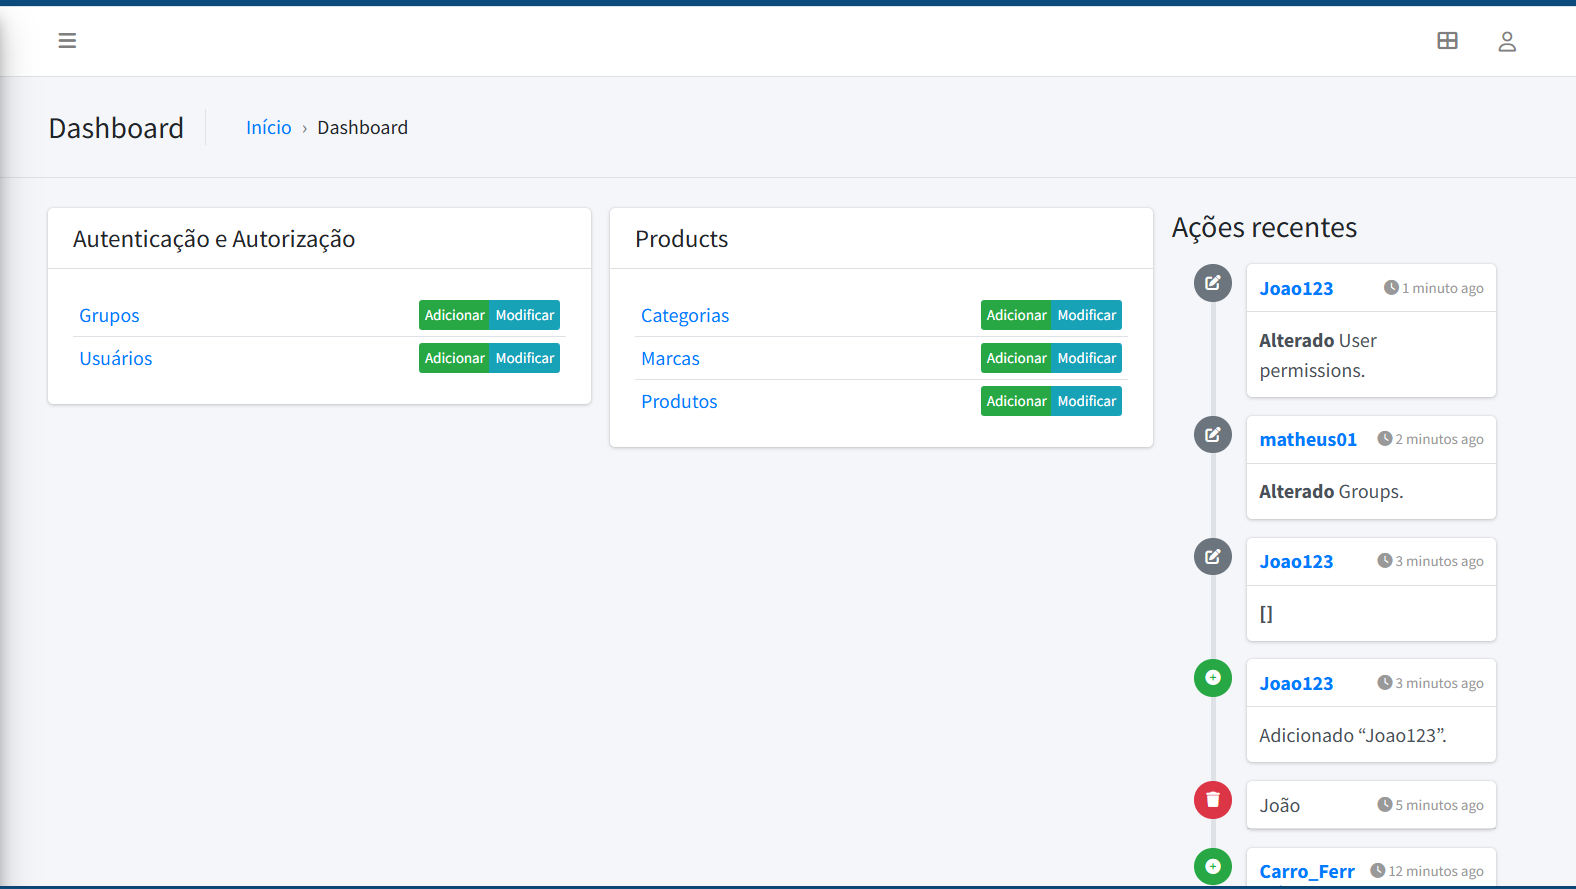 Dashboard
Início › Dashboard
Autenticação e Autorização
Grupos Adicionar Modificar
Usuários Adicionar Modificar
Products
Categorias Adicionar Modificar
Marcas Adicionar Modificar
Produtos Adicionar Modificar
Ações recentes
Joao123 1 minuto ago
Alterado User
permissions.
matheus01 2 minutos ago
Alterado Groups.
Joao123 3 minutos ago
[]
Joao123 3 minutos ago
Adicionado “Joao123”.
João 5 minutos ago
Carro_Ferr 12 minutos ago